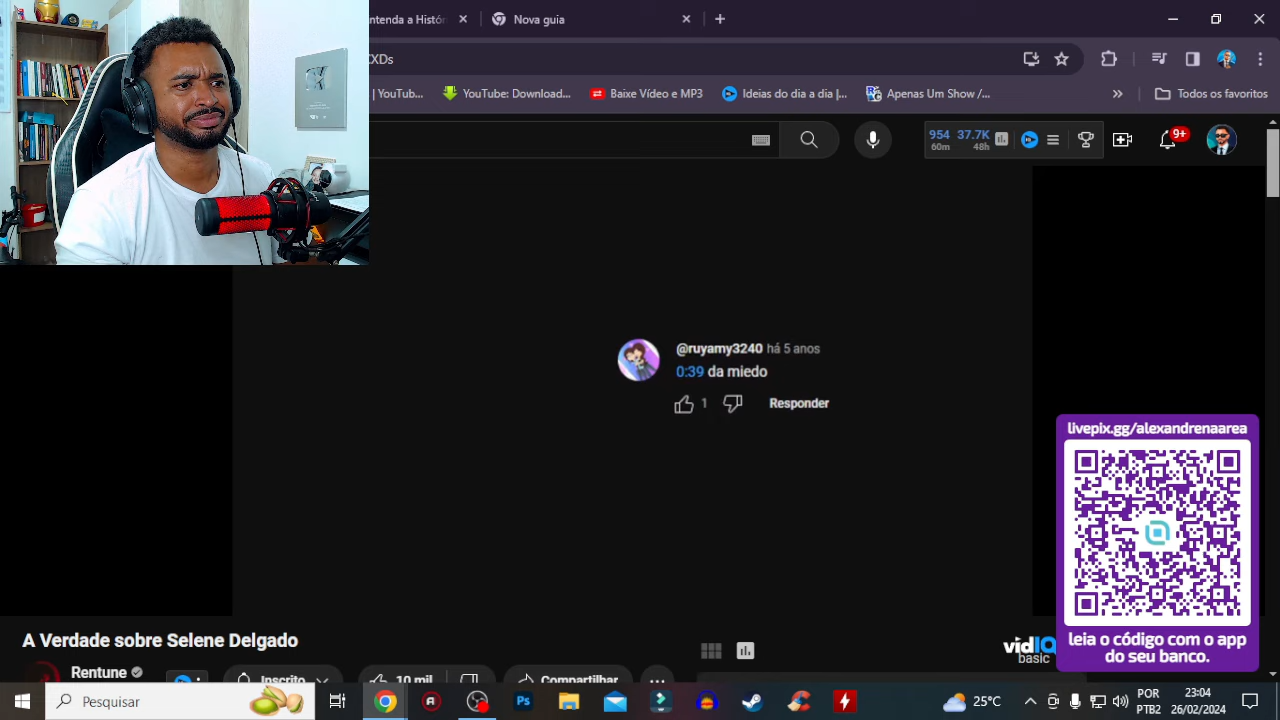 ntenda a Histór
Nova guia
XDs
| YouTub...
YouTube: Download...
Baixe Vídeo e MP3
Ideias do dia a dia |...
Apenas Um Show /...
»
Todos os favoritos
954 37.7K
60m 48h
9+
@ruyamy3240 há 5 anos
0:39 da miedo
1 Responder
livepix.gg/alexandrenaarea
leia o código com o app
do seu banco.
A Verdade sobre Selene Delgado
vidIQ
basic
Rentune
Inscrito
10 mil
Compartilhar
Pesquisar
Ps
25°C
POR
PTB2
23:04
26/02/2024